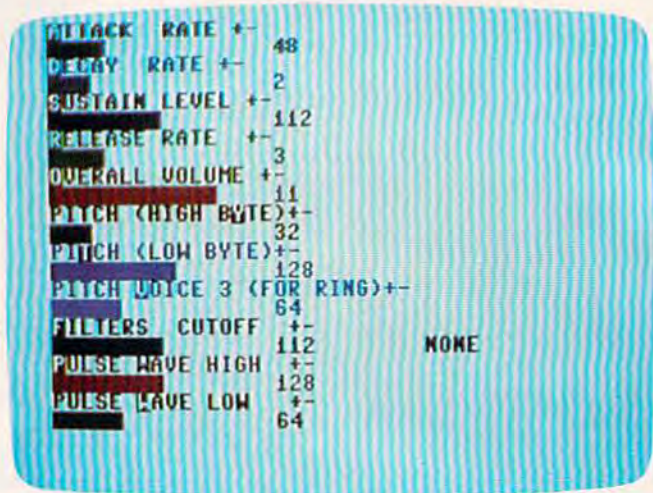 ATTACK RATE +-
48
DECAY RATE +-
2
SUSTAIN LEVEL +-
112
RELEASE RATE +-
3
OVERALL VOLUME +-
11
PITCH (HIGH BYTE)+-
32
PITCH (LOW BYTE)+-
128
PITCH VOICE 3 (FOR RING)+-
64
FILTERS CUTOFF +-
112 NONE
PULSE WAVE HIGH +-
128
PULSE WAVE LOW +-
64